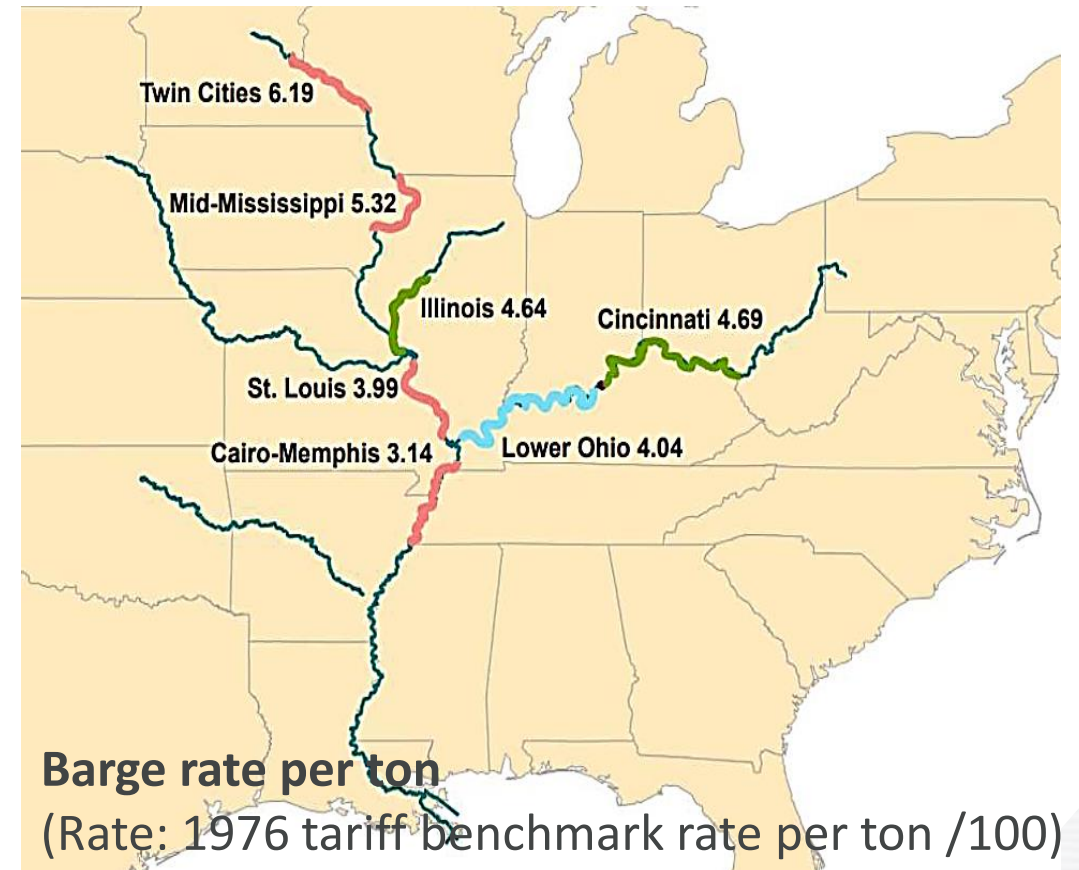 Twin Cities 6.19
Mid-Mississippi 5.32
Illinois 4.64
Cincinnati 4.69
St. Louis 3.99
Cairo-Memphis 3.14
Lower Ohio 4.04
Barge rate per ton
(Rate: 1976 tariff benchmark rate per ton /100)